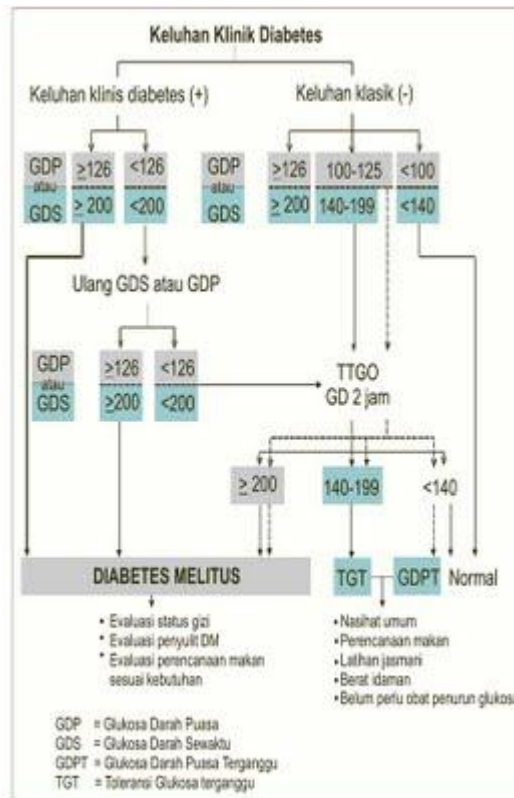 Keluhan Klinik Diabetes
Keluhan klinis diabetes (+)
Keluhan klasik (-)
GDP ≥126 <126
atau
GDS ≥ 200 <200
GDP ≥126 100-125 <100
atau
GDS ≥ 200 140-199 <140
Ulang GDS atau GDP
GDP ≥126 <126
atau
GDS ≥200 <200
TTGO
GD 2 jam
≥ 200 140-199 <140
DIABETES MELITUS
TGT GDPT Normal
• Evaluasi status gizi
• Evaluasi penyulit DM
• Evaluasi perencanaan makan
sesuai kebutuhan
• Nasihat umum
• Perencanaan makan
• Latihan jasmani
• Berat idaman
• Belum perlu obat penurun glukosa
GDP = Glukosa Darah Puasa
GDS = Glukosa Darah Sewaktu
GDPT = Glukosa Darah Puasa Terganggu
TGT = Toleransi Glukosa terganggu